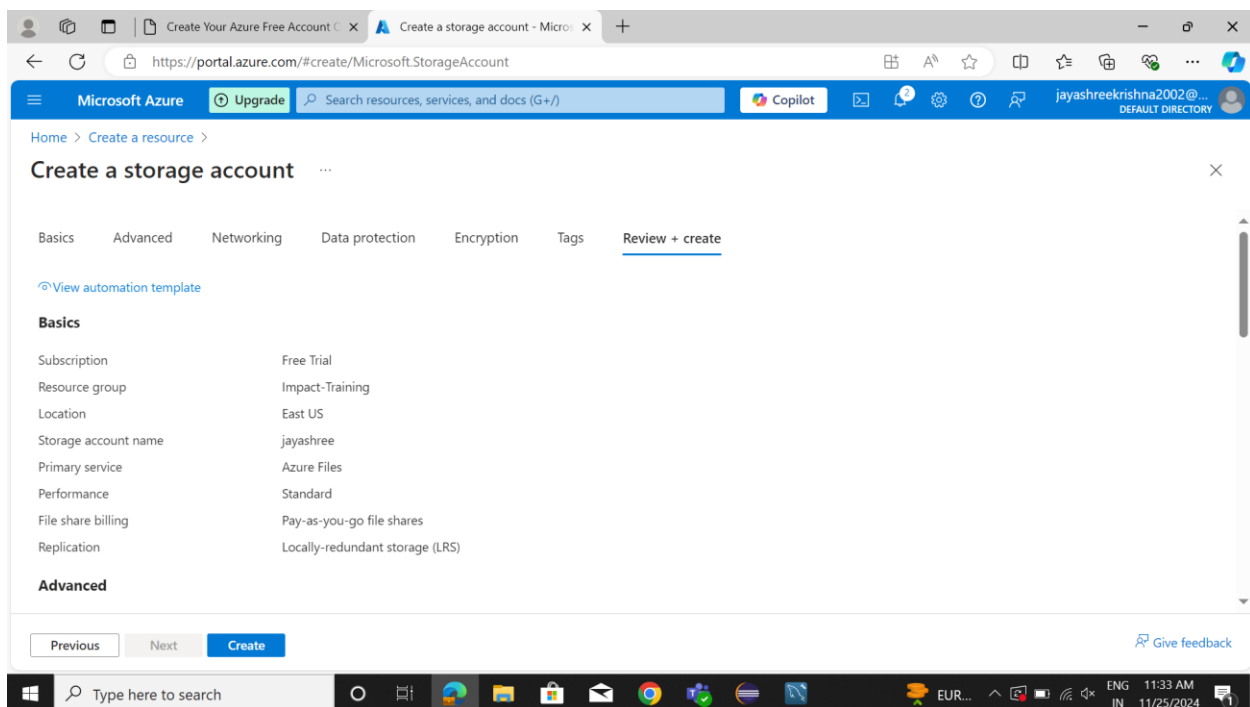 Create Your Azure Free Account C
Create a storage account - Micros
https://portal.azure.com/#create/Microsoft.StorageAccount
Microsoft Azure
Upgrade
Search resources, services, and docs (G+/)
Copilot
2
jayashreekrishna2002@...
DEFAULT DIRECTORY
Home > Create a resource >
Create a storage account ...
Basics Advanced Networking Data protection Encryption Tags Review + create
View automation template
Basics
Subscription Free Trial
Resource group Impact-Training
Location East US
Storage account name jayashree
Primary service Azure Files
Performance Standard
File share billing Pay-as-you-go file shares
Replication Locally-redundant storage (LRS)
Advanced
Previous Next Create Give feedback
Type here to search
EUR...
ENG 11:33 AM
IN 11/25/2024
1